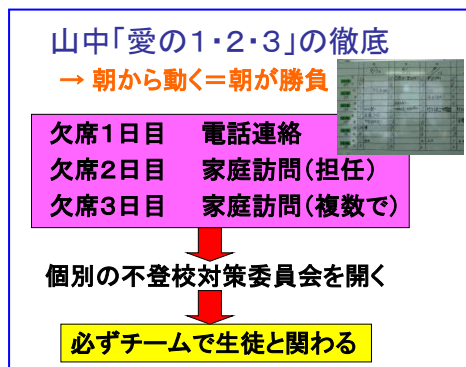 山中「愛の１・２・３」の徹底
→ 朝から動く＝朝が勝負
欠席１日目　電話連絡
欠席２日目　家庭訪問（担任）
欠席３日目　家庭訪問（複数で）
個別の不登校対策委員会を開く
必ずチームで生徒と関わる